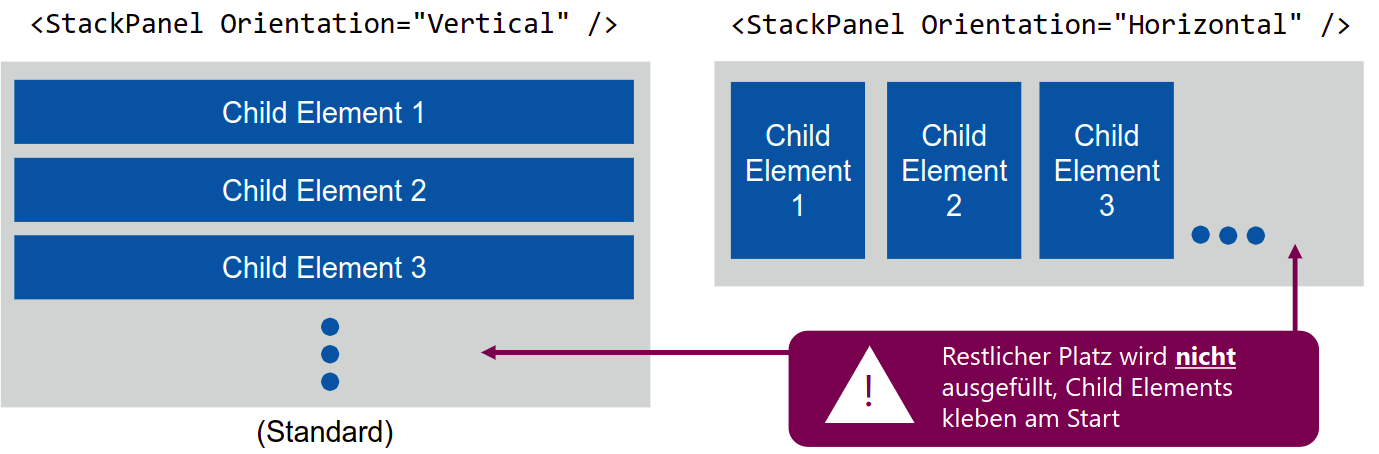 <StackPanel Orientation="Vertical" />
Child Element 1
Child Element 2
Child Element 3
(Standard)
<StackPanel Orientation="Horizontal" />
Child
Element
1
Child
Element
2
Child
Element
3
!
Restlicher Platz wird nicht
ausgefüllt, Child Elements
kleben am Start